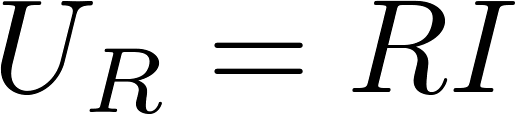 U_R = RI